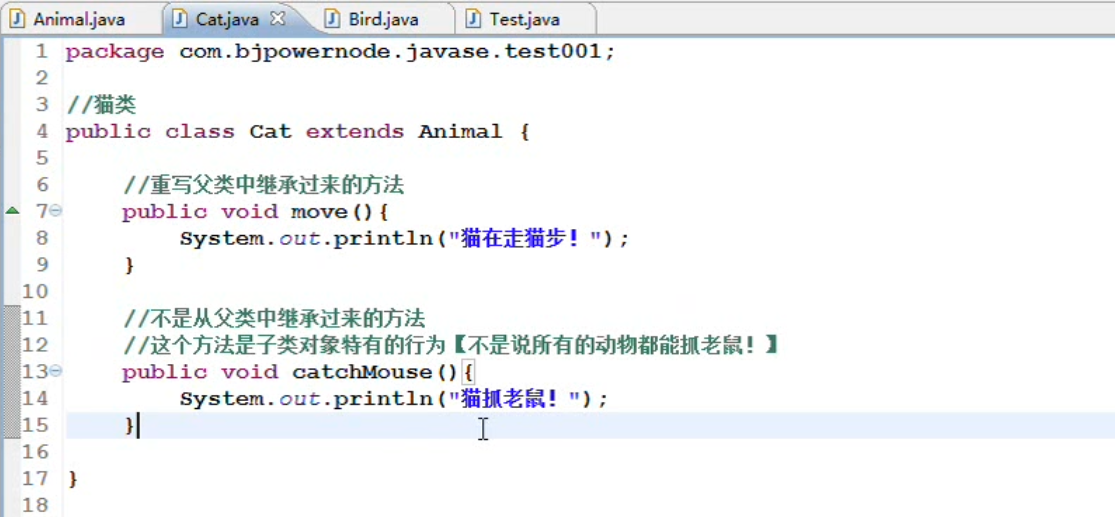 Animal.java Cat.java Bird.java Test.java
1 package com.bjpowernode.javase.test001;
2
3 //猫类
4 public class Cat extends Animal {
5
6 //重写父类中继承过来的方法
7 public void move(){
8 System.out.println("猫在走猫步！");
9 }
10
11 //不是从父类中继承过来的方法
12 //这个方法是子类对象特有的行为【不是说所有的动物都能抓老鼠！】
13 public void catchMouse(){
14 System.out.println("猫抓老鼠！");
15 }
16
17 }
18